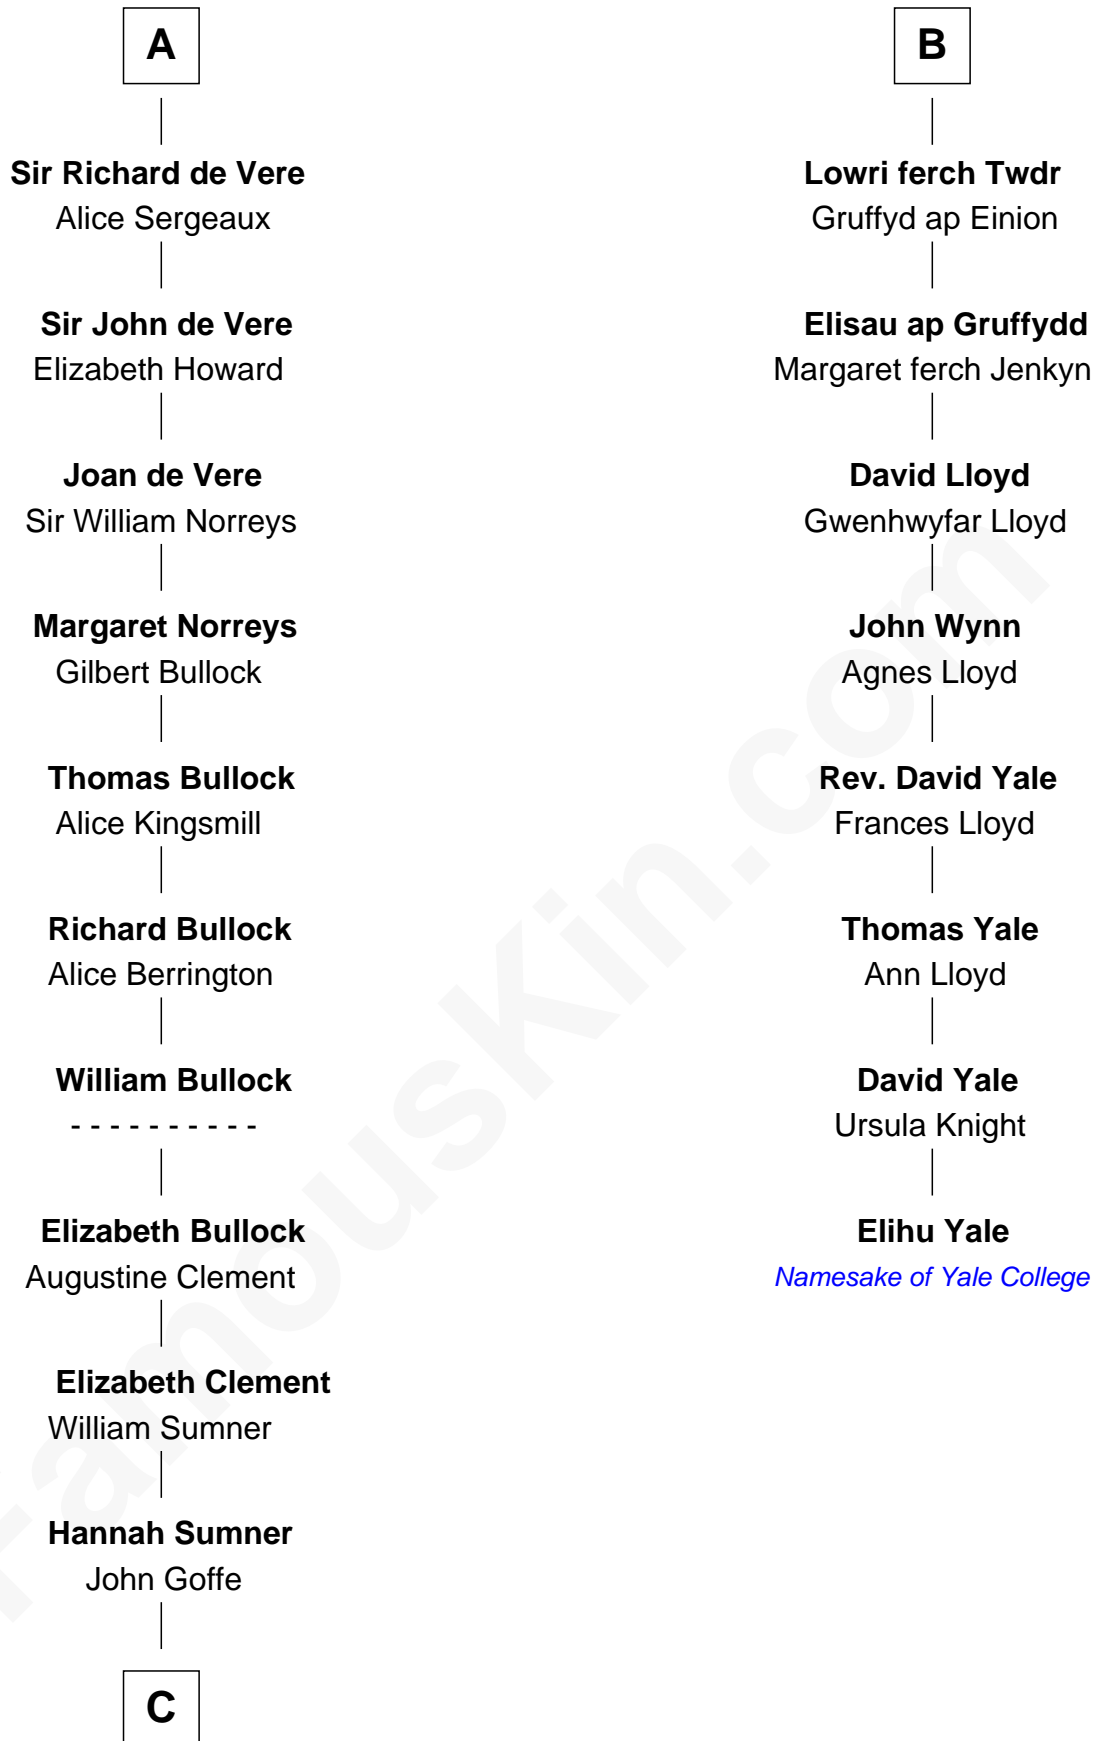 A
Sir Richard de Vere
Alice Sergeaux
Sir John de Vere
Elizabeth Howard
Joan de Vere
Sir William Norreys
Margaret Norreys
Gilbert Bullock
Thomas Bullock
Alice Kingsmill
Richard Bullock
Alice Berrington
William Bullock
- - - - - - - - - -
Elizabeth Bullock
Augustine Clement
Elizabeth Clement
William Sumner
Hannah Sumner
John Goffe
C
B
Lowri ferch Twdr
Gruffyd ap Einion
Elisau ap Gruffydd
Margaret ferch Jenkyn
David Lloyd
Gwenhwyfar Lloyd
John Wynn
Agnes Lloyd
Rev. David Yale
Frances Lloyd
Thomas Yale
Ann Lloyd
David Yale
Ursula Knight
Elihu Yale
Namesake of Yale College
FamousKin.com